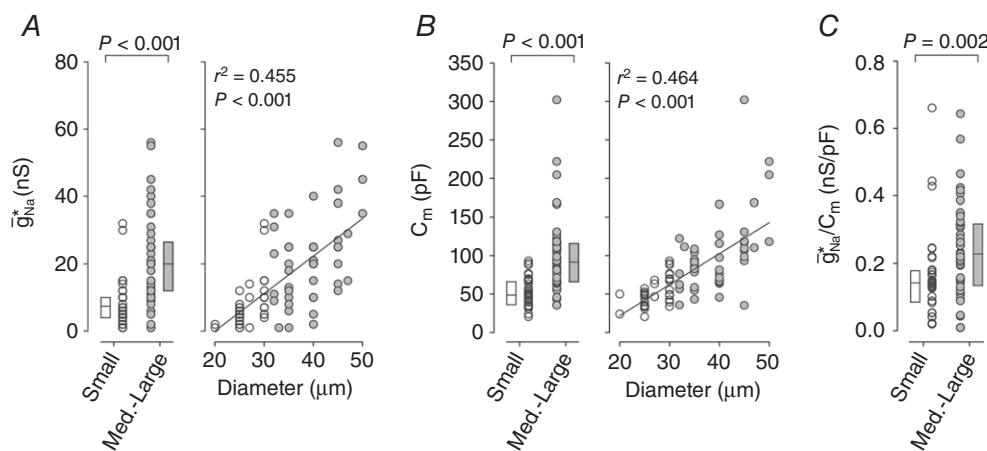 A
P < 0.001
80
60
40
20
0
ḡ*Na (nS)
Small
Med.-Large
r² = 0.455
P < 0.001
20 30 40 50
Diameter (μm)
B
P < 0.001
350
300
250
200
150
100
50
0
Cm (pF)
Small
Med.-Large
r² = 0.464
P < 0.001
20 30 40 50
Diameter (μm)
C
P = 0.002
0.8
0.6
0.4
0.2
0.0
ḡ*Na/Cm (nS/pF)
Small
Med.-Large